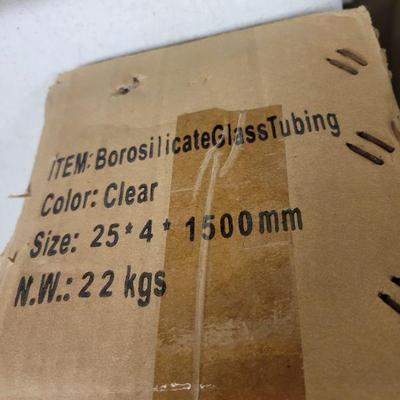 ITEM: BorosilicateGlassTubing
Color: Clear
Size: 25*4*1500mm
N.W.: 22 kgs